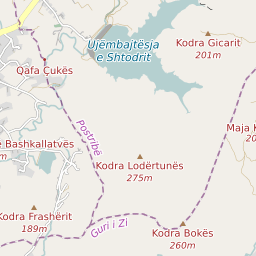 Ujëmbajtësja
e Shtodrit
Kodra Gicarit
201m
Qafa Çukës
Postribë
e Bashkallatvës
Maja K
Kodra Lodërtunës
275m
Kodra Frashërit
189m
Guri i Zi
Kodra Bokës
260m